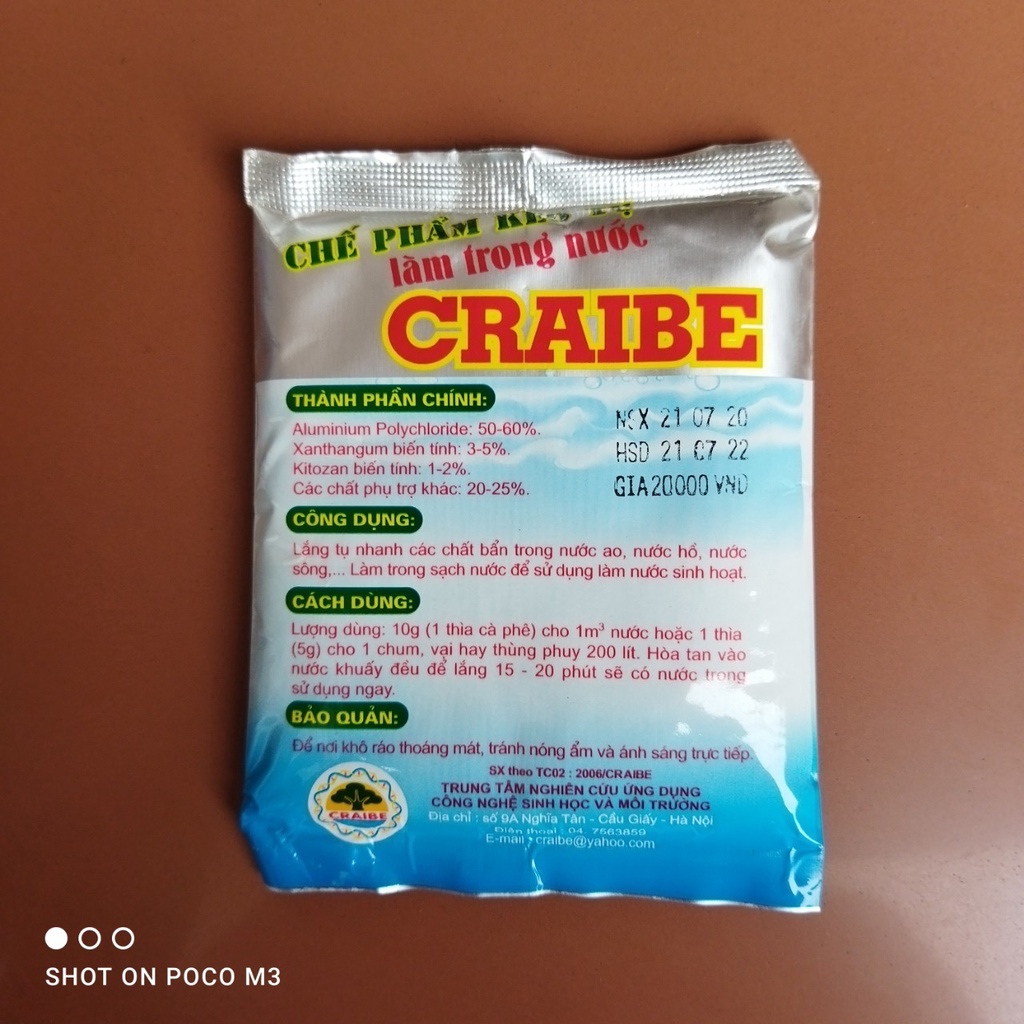 CHẾ PHẨM
làm trong nước
CRAIBE
THÀNH PHẦN CHÍNH:
Aluminium Polychloride: 50-60%.
Xanthangum biến tính: 3-5%.
Kitozan biến tính: 1-2%.
Các chất phụ trợ khác: 20-25%.
NSX 21 07 20
HSD 21 07 22
GIA20000 VND
CÔNG DỤNG:
Lắng tụ nhanh các chất bẩn trong nước ao, nước hồ, nước
sông,... Làm trong sạch nước để sử dụng làm nước sinh hoạt.
CÁCH DÙNG:
Lượng dùng: 10g (1 thìa cà phê) cho 1m³ nước hoặc 1 thìa
(5g) cho 1 chum, vại hay thùng phuy 200 lít. Hòa tan vào
nước khuấy đều để lắng 15 - 20 phút sẽ có nước trong
sử dụng ngay.
BẢO QUẢN:
Để nơi khô ráo thoáng mát, tránh nóng ẩm và ánh sáng trực tiếp.
SX theo TC02 : 2006/CRAIBE
TRUNG TÂM NGHIÊN CỨU ỨNG DỤNG
CÔNG NGHỆ SINH HỌC VÀ MÔI TRƯỜNG
Địa chỉ : số 9A Nghĩa Tân - Cầu Giấy - Hà Nội
Điện thoại : 04. 7563859
E-mail : craibe@yahoo.com
CRAIBE
SHOT ON POCO M3